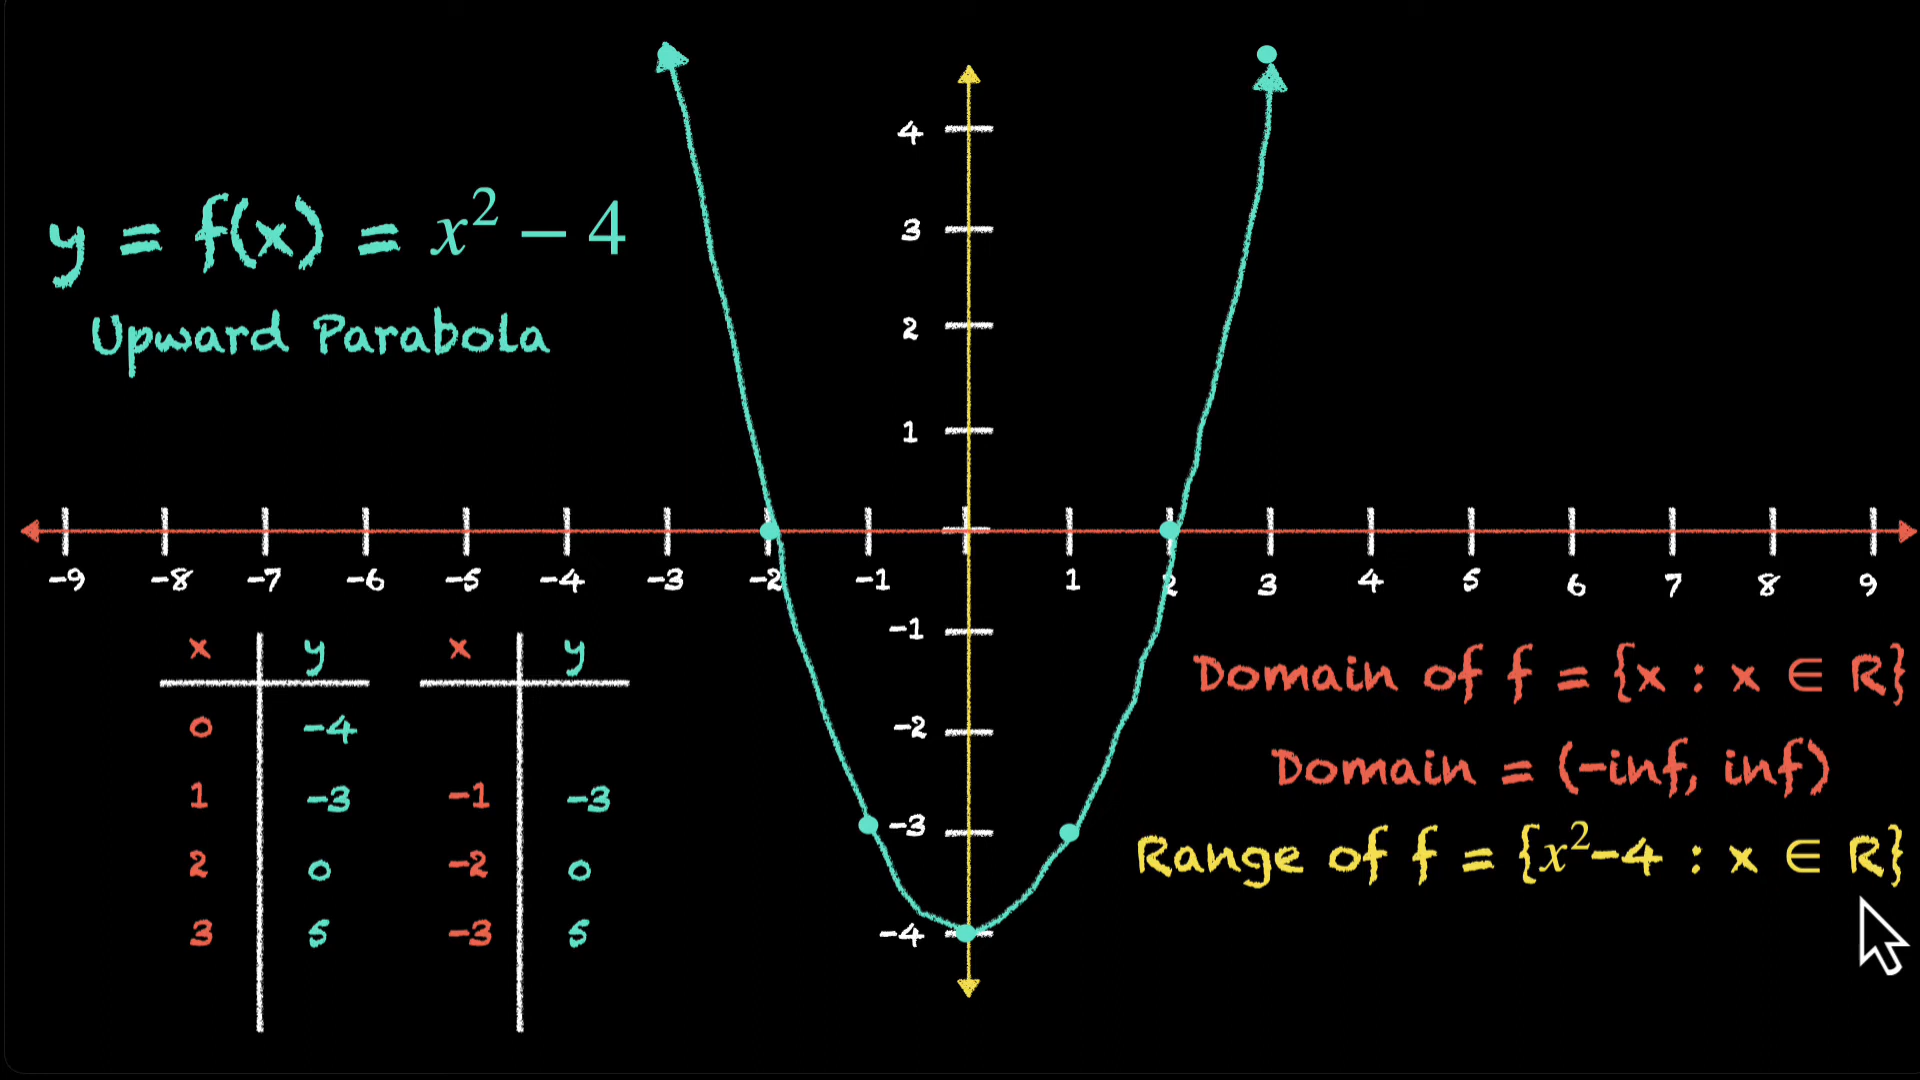 y = f(x) = x² – 4
Upward Parabola
4
3
2
1
-9 -8 -7 -6 -5 -4 -3 -2 -1 1 2 3 4 5 6 7 8 9
-1
-2
-3
-4
x y x y
0 -4
1 -3 -1 -3
2 0 -2 0
3 5 -3 5
Domain of f = {x : x ∈ R}
Domain = (-inf, inf)
Range of f = {x²-4 : x ∈ R}